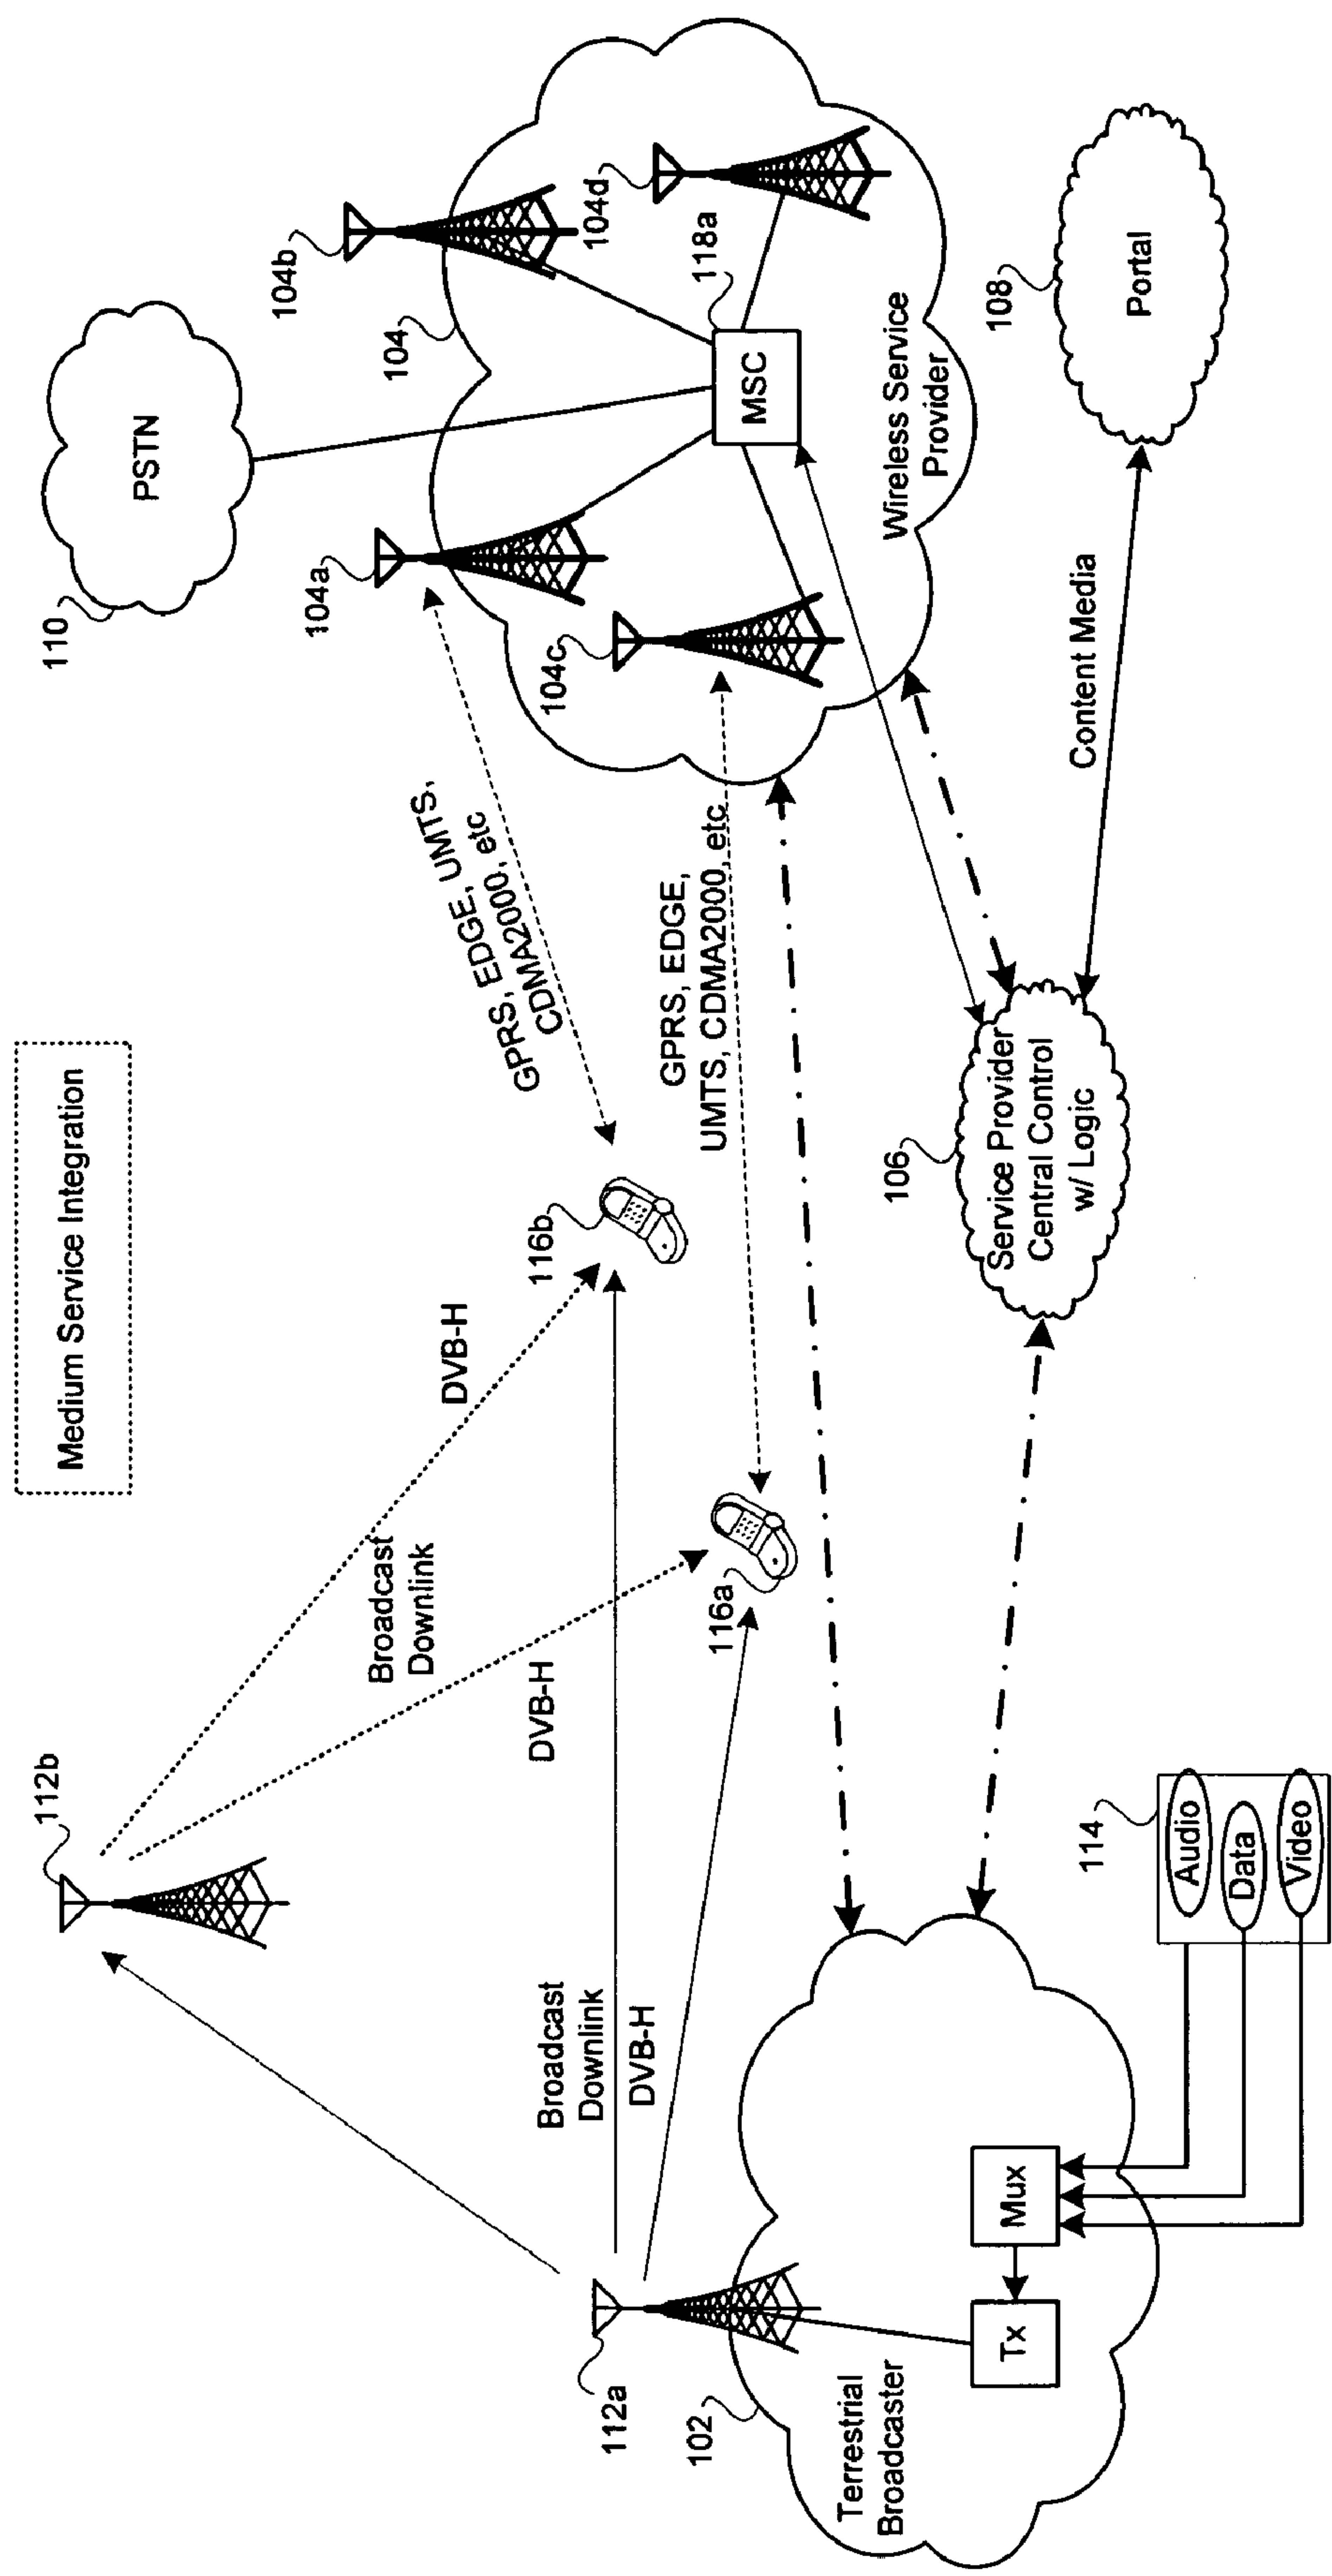 Medium Service Integration
112b
110
PSTN
104b
104a
104
104d
118a
104c
MSC
Wireless Service
Provider
DVB-H
Broadcast
Downlink
116b
GPRS, EDGE, UMTS,
CDMA2000, etc
GPRS, EDGE,
UMTS, CDMA2000, etc
DVB-H
116a
Broadcast
Downlink
DVB-H
112a
102
Terrestrial
Broadcaster
Tx
Mux
106
Service Provider
Central Control
w/ Logic
Content Media
108
Portal
114
Audio
Data
Video